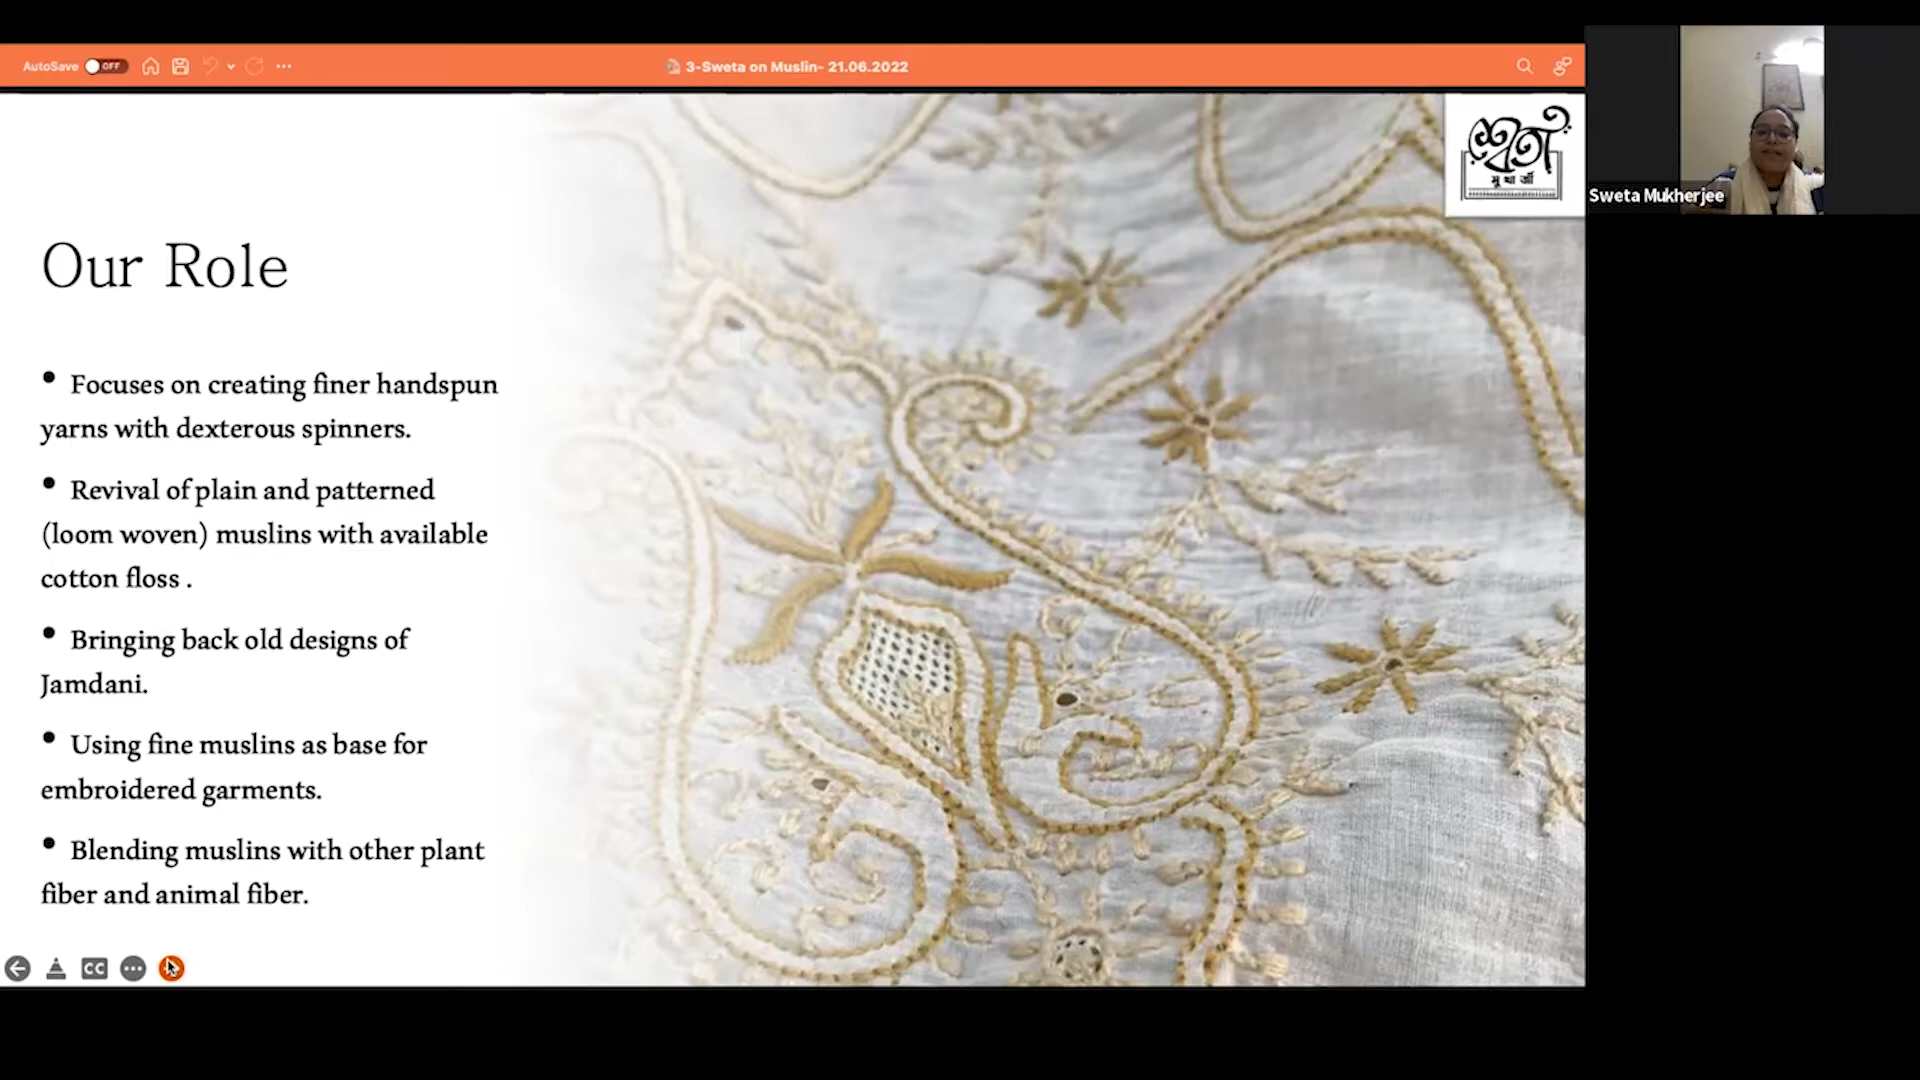 AutoSave OFF
3-Sweta on Muslin- 21.06.2022
শ্বেতা
মুখার্জী
Sweta Mukherjee
Our Role
• Focuses on creating finer handspun
yarns with dexterous spinners.
• Revival of plain and patterned
(loom woven) muslins with available
cotton floss .
• Bringing back old designs of
Jamdani.
• Using fine muslins as base for
embroidered garments.
• Blending muslins with other plant
fiber and animal fiber.
CC